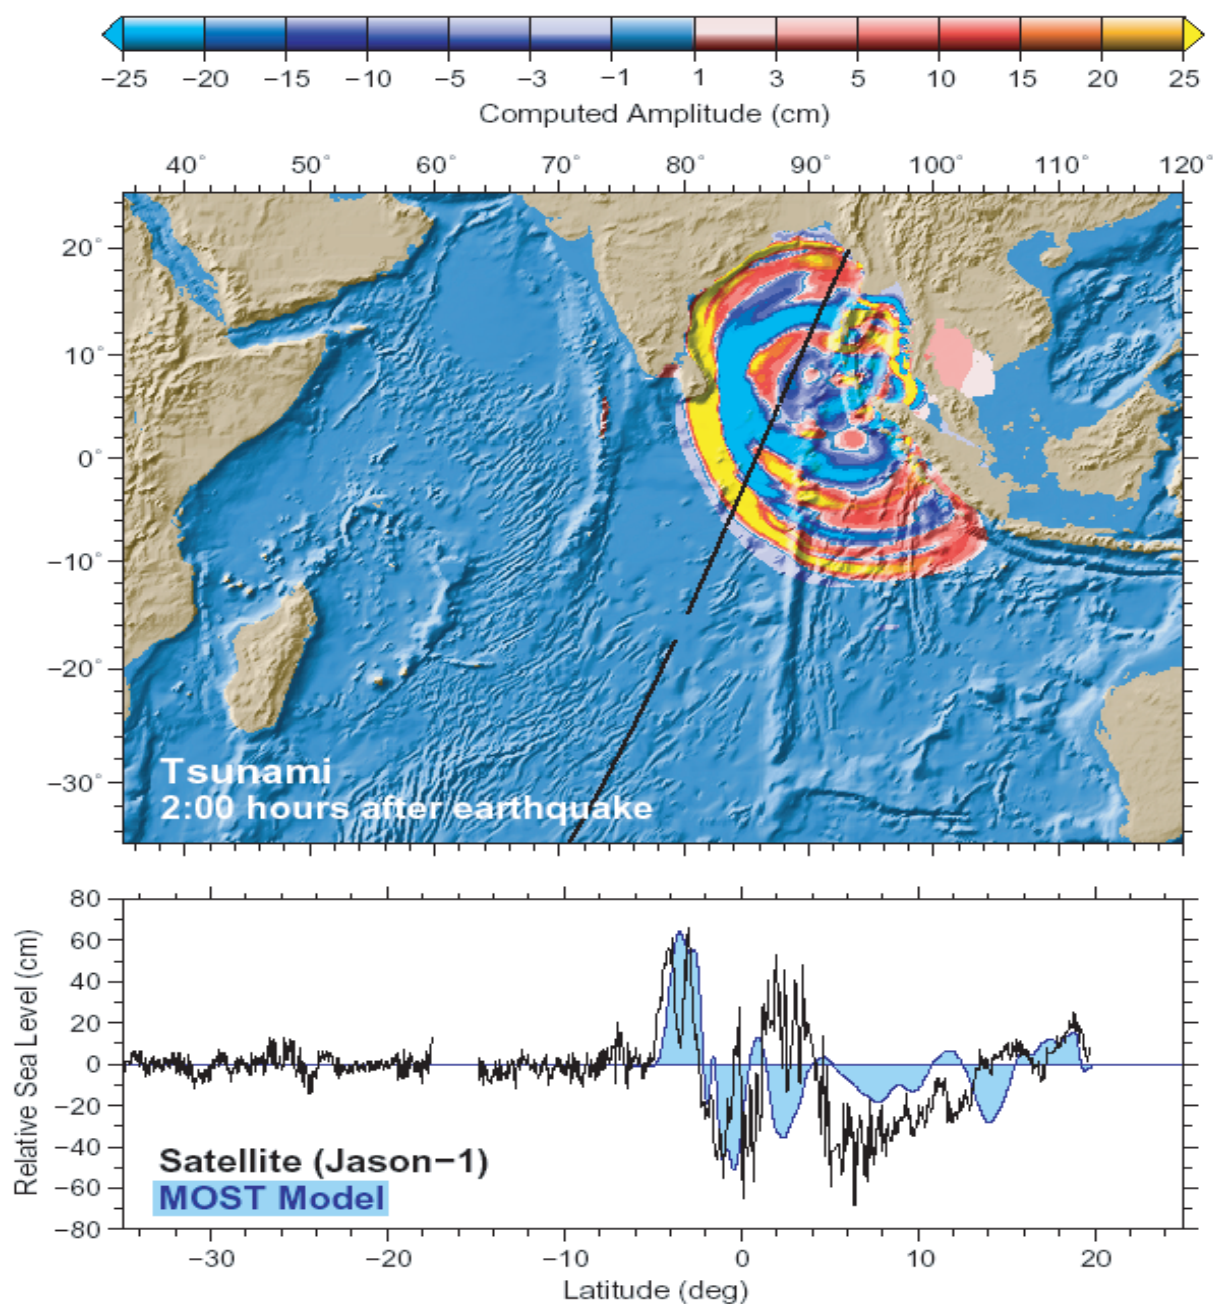 −25 −20 −15 −10 −5 −3 −1 1 3 5 10 15 20 25
Computed Amplitude (cm)
40° 50° 60° 70° 80° 90° 100° 110° 120°
20°
10°
0°
−10°
−20°
−30°
Tsunami
2:00 hours after earthquake
80
60
40
20
0
−20
−40
−60
−80
Relative Sea Level (cm)
Satellite (Jason−1)
MOST Model
−30 −20 −10 0 10 20
Latitude (deg)